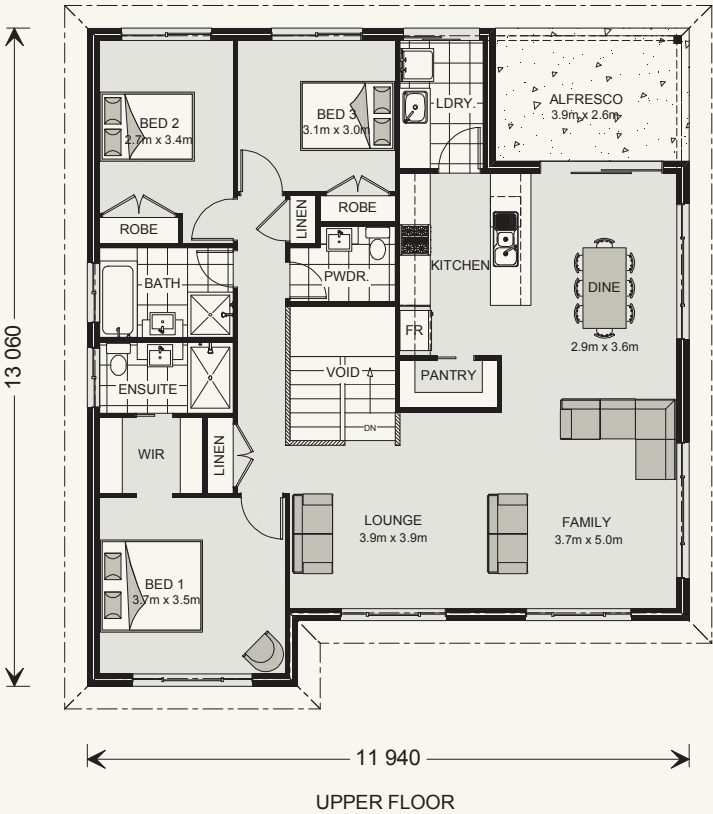 LDRY.
ALFRESCO
3.9m x 2.6m
BED 2
2.7m x 3.4m
BED 3
3.1m x 3.0m
ROBE
LINEN
ROBE
BATH
PWDR.
KITCHEN
DINE
2.9m x 3.6m
FR
PANTRY
VOID
DN
ENSUITE
WIR
LINEN
LOUNGE
3.9m x 3.9m
FAMILY
3.7m x 5.0m
BED 1
3.7m x 3.5m
13 060
11 940
UPPER FLOOR